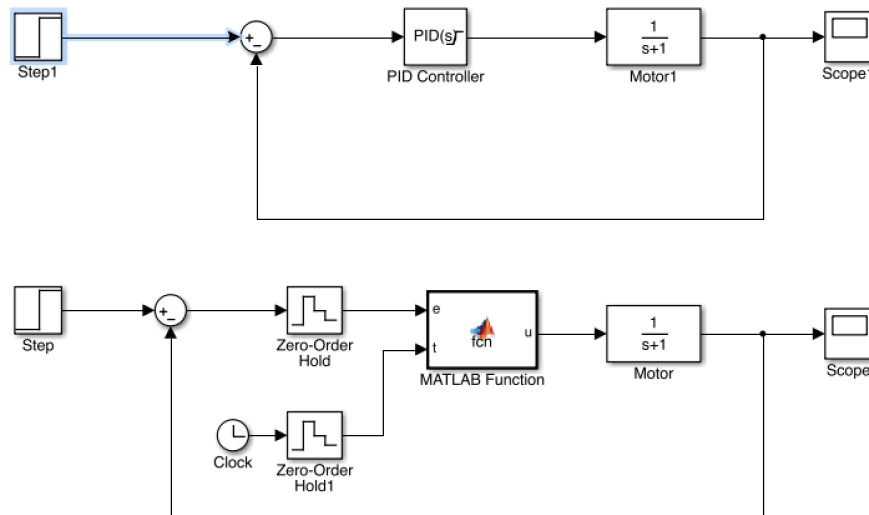 +
−
PID(s)
1
s+1
Step1
PID Controller
Motor1
Scope1
+
−
e
t
fcn
u
1
s+1
Step
Zero-Order
Hold
MATLAB Function
Motor
Scope
Clock
Zero-Order
Hold1